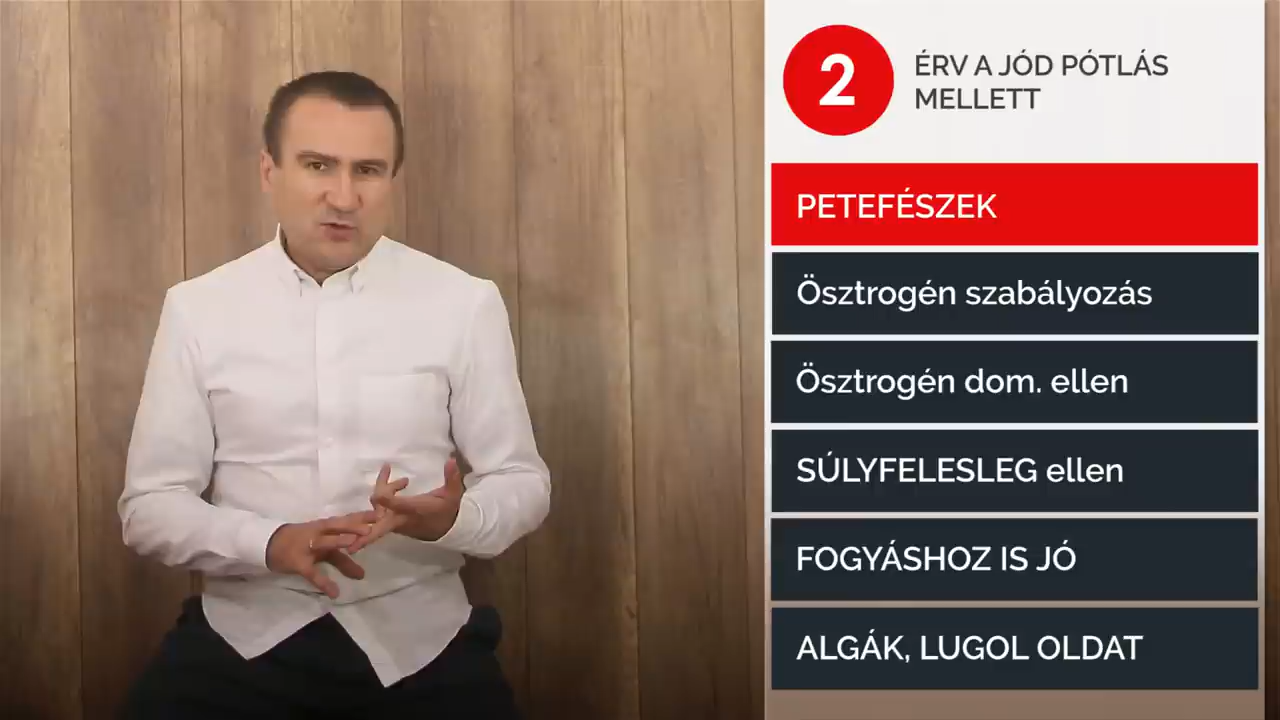 2
ÉRV A JÓD PÓTLÁS
MELLETT
PETEFÉSZEK
Ösztrogén szabályozás
Ösztrogén dom. ellen
SÚLYFELESLEG ellen
FOGYÁSHOZ IS JÓ
ALGÁK, LUGOL OLDAT